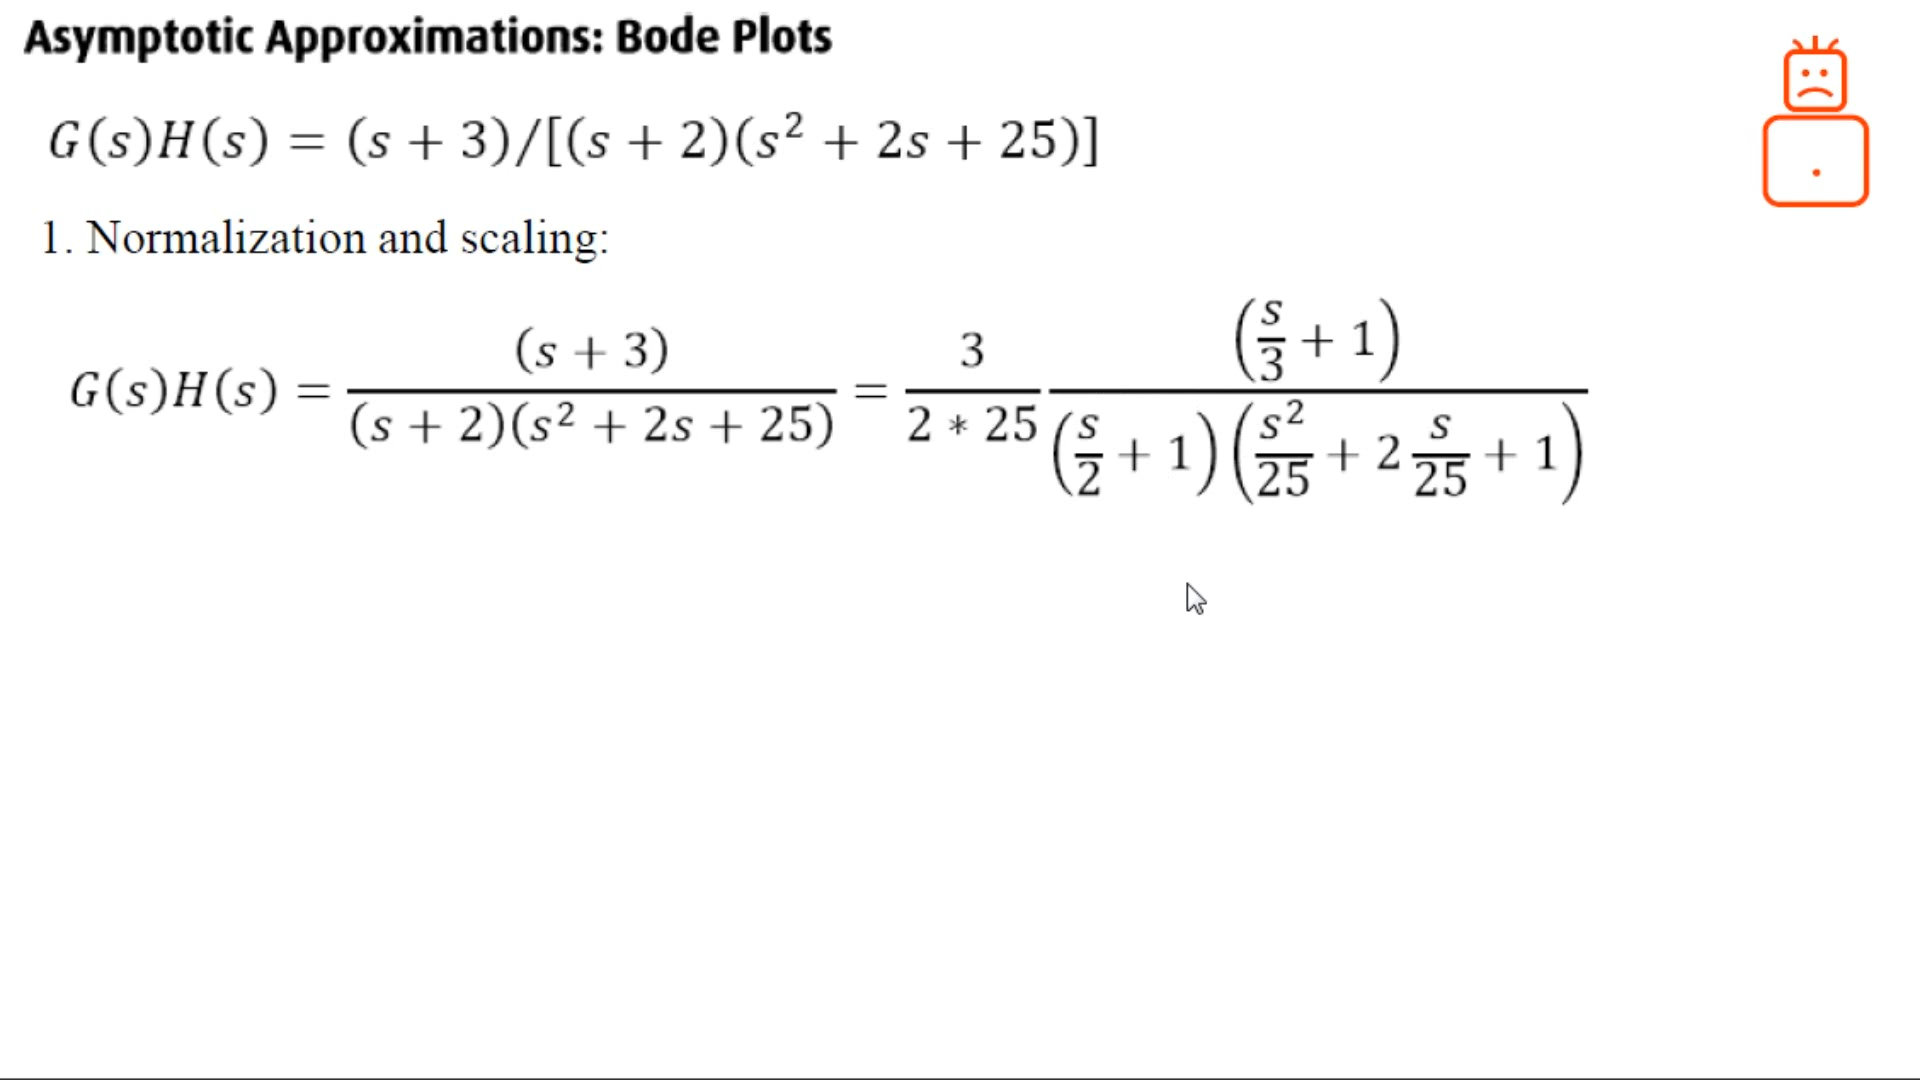 Asymptotic Approximations: Bode Plots
G(s)H(s) = (s + 3)/[(s + 2)(s² + 2s + 25)]
1. Normalization and scaling:
G(s)H(s) = (s + 3) / (s + 2)(s² + 2s + 25) = 3 / 2 * 25 (s/3 + 1) / (s/2 + 1)(s²/25 + 2 s/25 + 1)